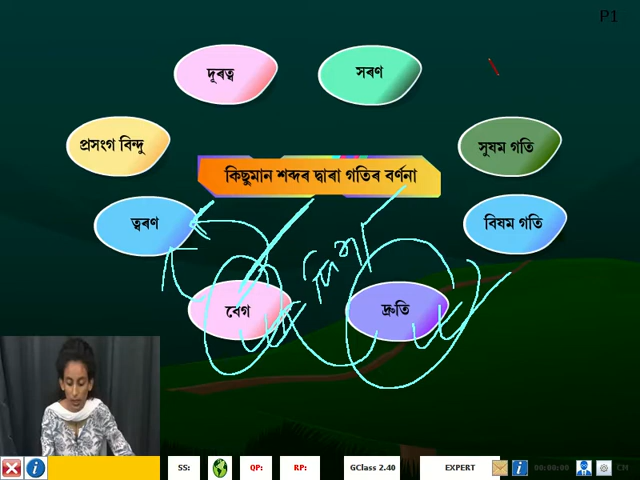 P1
দূৰত্ব
সৰণ
প্ৰসংগ বিন্দু
সুষম গতি
কিছুমান শব্দৰ দ্বাৰা গতিৰ বৰ্ণনা
ত্বৰণ
বিষম গতি
বেগ
দ্ৰুতি
SS:
QP:
RP:
GClass 2.40
EXPERT
00:00:00
CN